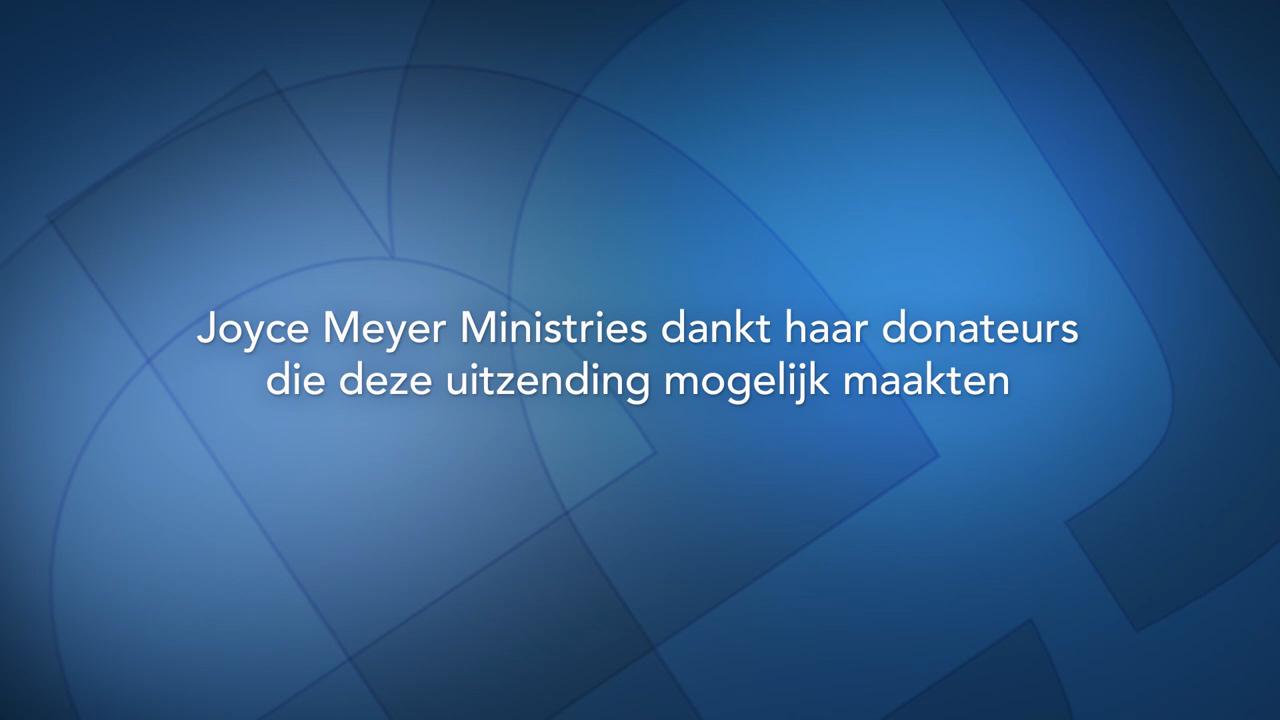 Joyce Meyer Ministries dankt haar donateurs
die deze uitzending mogelijk maakten